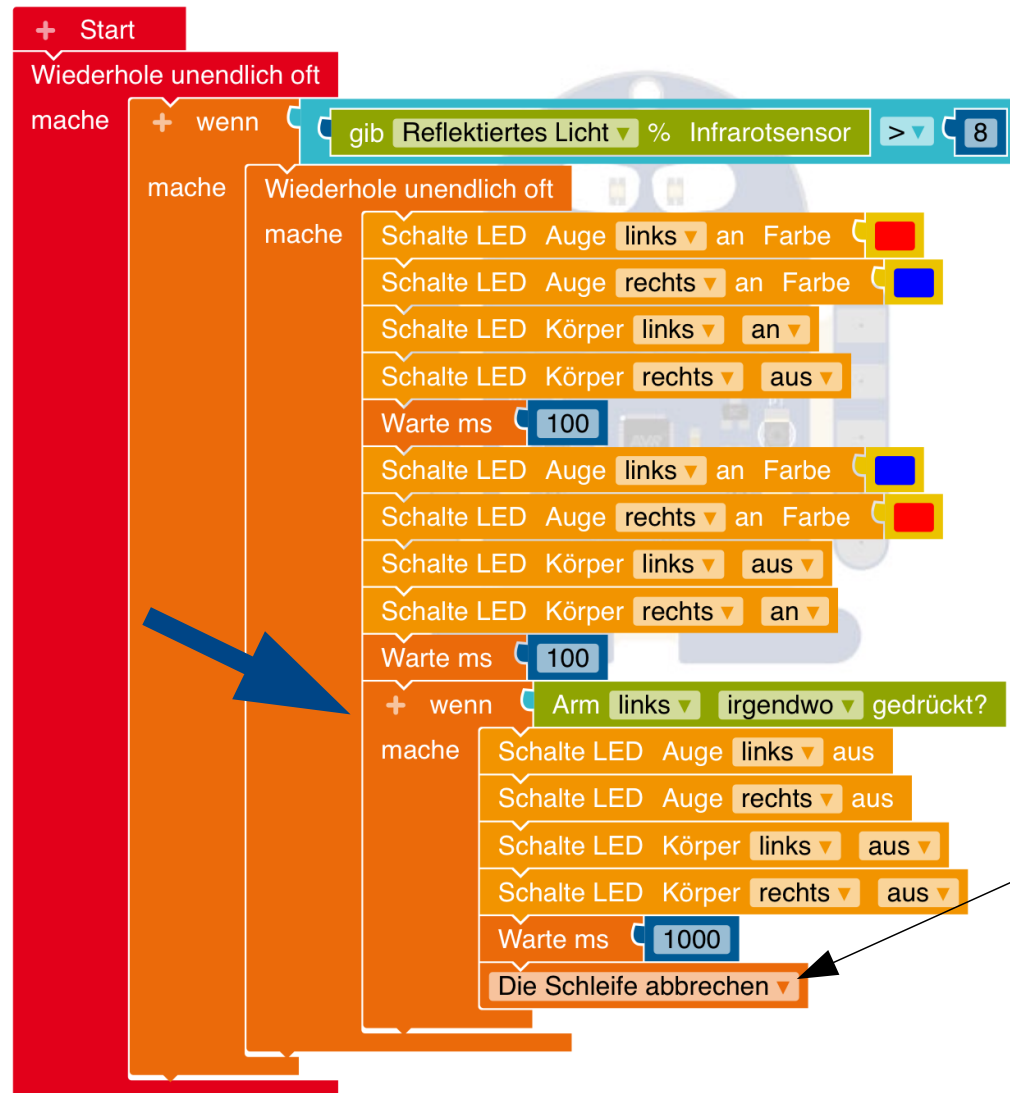 + Start
Wiederhole unendlich oft
mache + wenn gib Reflektiertes Licht % Infrarotsensor > 8
mache Wiederhole unendlich oft
mache Schalte LED Auge links an Farbe
Schalte LED Auge rechts an Farbe
Schalte LED Körper links an
Schalte LED Körper rechts aus
Warte ms 100
Schalte LED Auge links an Farbe
Schalte LED Auge rechts an Farbe
Schalte LED Körper links aus
Schalte LED Körper rechts an
Warte ms 100
+ wenn Arm links irgendwo gedrückt?
mache Schalte LED Auge links aus
Schalte LED Auge rechts aus
Schalte LED Körper links aus
Schalte LED Körper rechts aus
Warte ms 1000
Die Schleife abbrechen